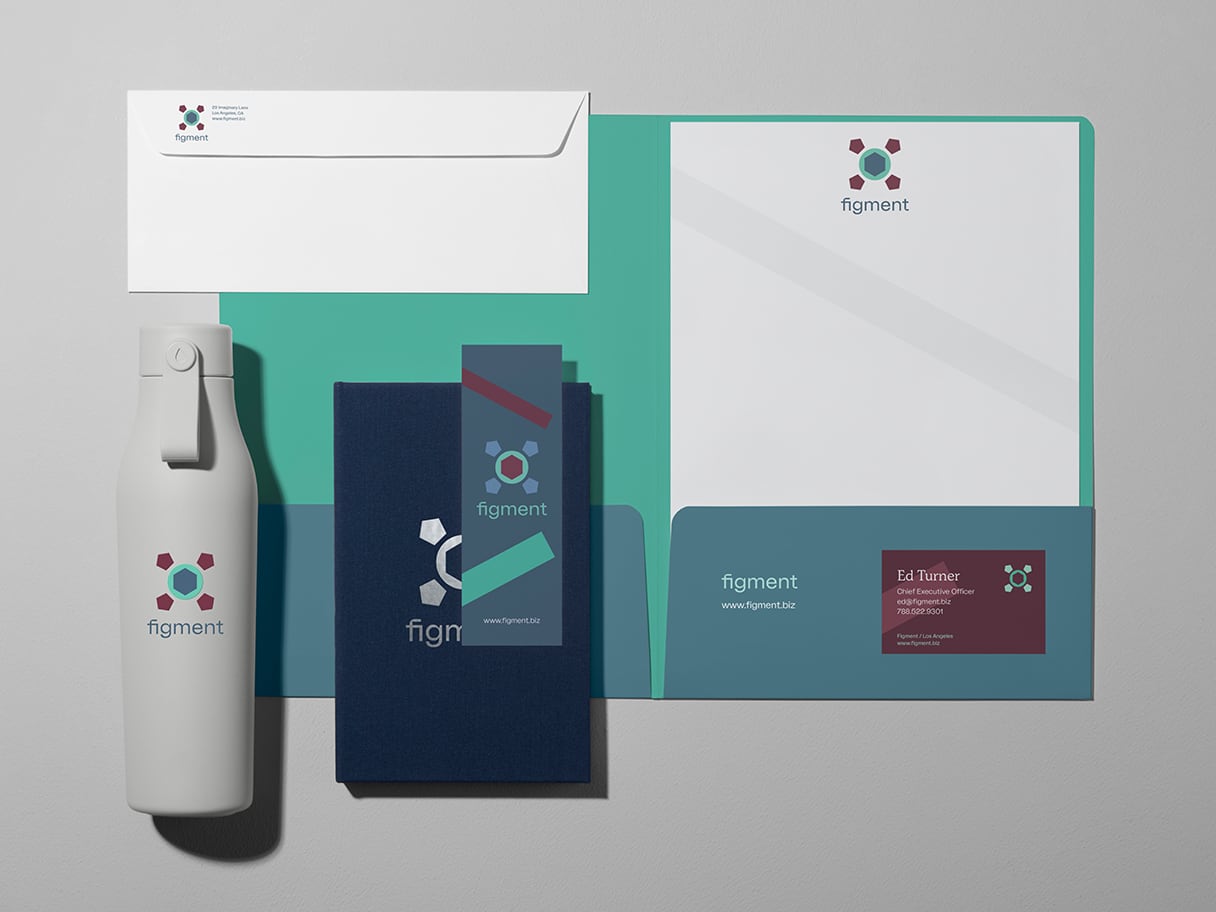 23 Imaginary Lane
Los Angeles, CA
www.figment.biz
figment
figment
figment
www.figment.biz
figm
figment
figment
www.figment.biz
Ed Turner
Chief Executive Officer
ed@figment.biz
788.522.9301
Figment / Los Angeles
www.figment.biz